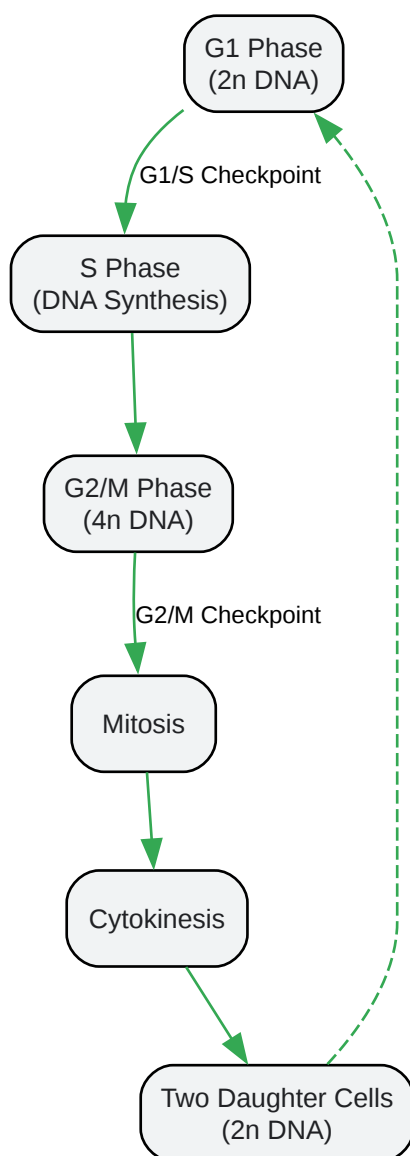 G1 Phase
(2n DNA)
G1/S Checkpoint
S Phase
(DNA Synthesis)
G2/M Phase
(4n DNA)
G2/M Checkpoint
Mitosis
Cytokinesis
Two Daughter Cells
(2n DNA)